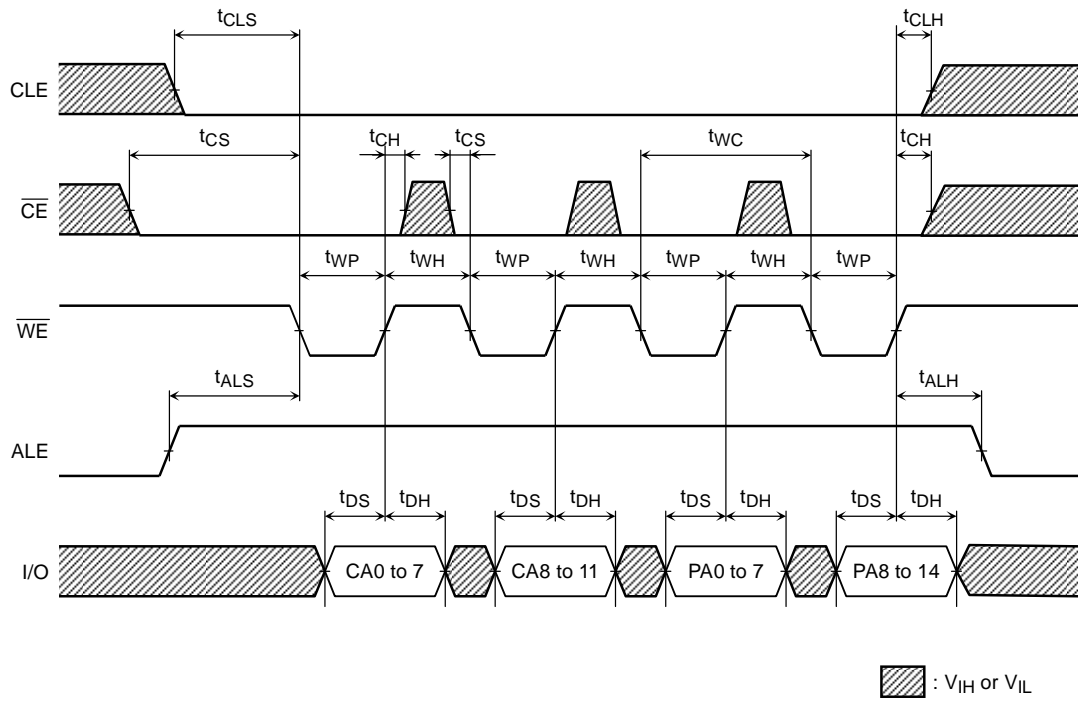 tCLS tCLH
CLE
tCS tCH tCS tWC tCH
CE
tWP tWH tWP tWH tWP tWH tWP
WE
tALS tALH
ALE
tDS tDH tDS tDH tDS tDH tDS tDH
I/O CA0 to 7 CA8 to 11 PA0 to 7 PA8 to 14
: VIH or VIL